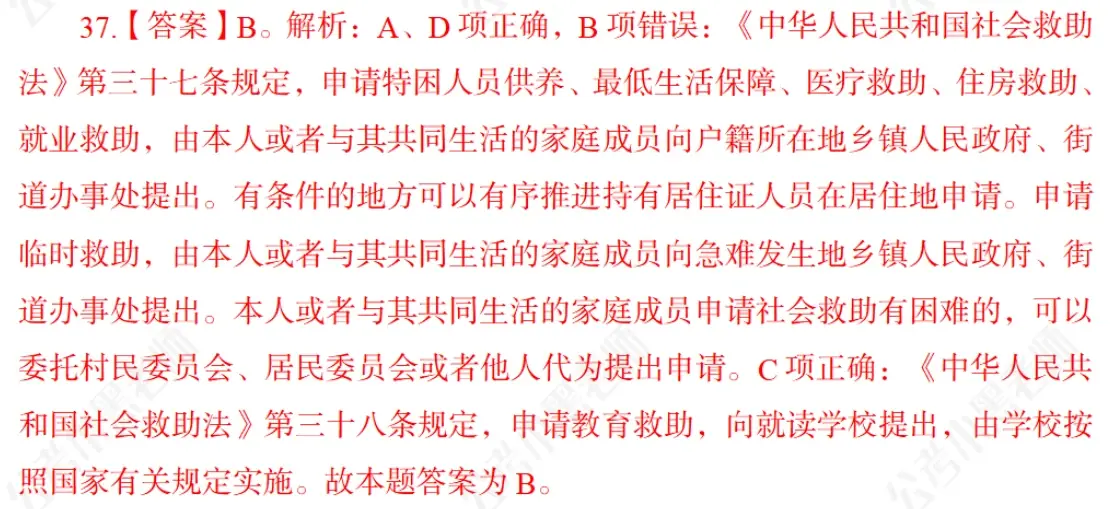 37.【答案】B。解析：A、D 项正确，B 项错误：《中华人民共和国社会救助
法》第三十七条规定，申请特困人员供养、最低生活保障、医疗救助、住房救助、
就业救助，由本人或者与其共同生活的家庭成员向户籍所在地乡镇人民政府、街
道办事处提出。有条件的地方可以有序推进持有居住证人员在居住地申请。申请
临时救助，由本人或者与其共同生活的家庭成员向急难发生地乡镇人民政府、街
道办事处提出。本人或者与其共同生活的家庭成员申请社会救助有困难的，可以
委托村民委员会、居民委员会或者他人代为提出申请。C 项正确：《中华人民共
和国社会救助法》第三十八条规定，申请教育救助，向就读学校提出，由学校按
照国家有关规定实施。故本题答案为 B。